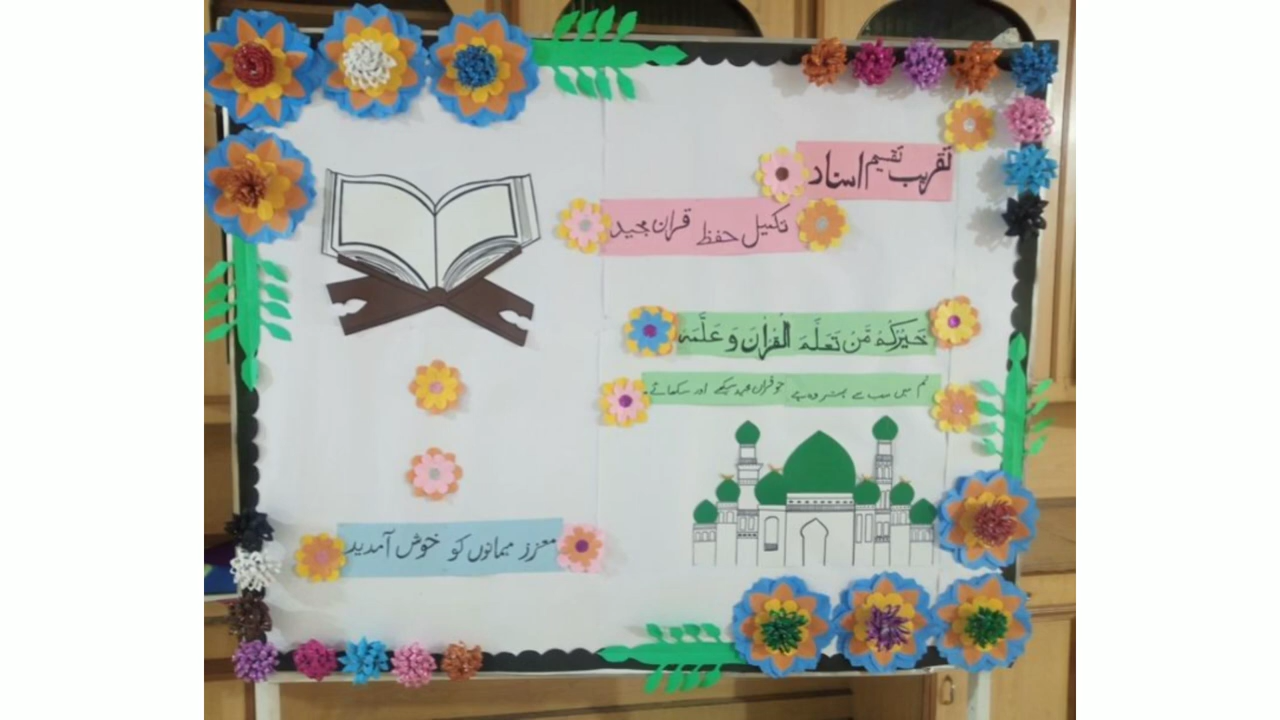 تقریب تقسیم اسناد
تکمیل حفظ قرآن مجید
خَيْرُكُمْ مَّنْ تَعَلَّمَ الْقُرْآنَ وَ عَلَّمَهُ
تم میں سب سے بہتر وہ ہے جو قرآن مجید سیکھے اور سکھائے۔
معزز مہمانوں کو خوش آمدید